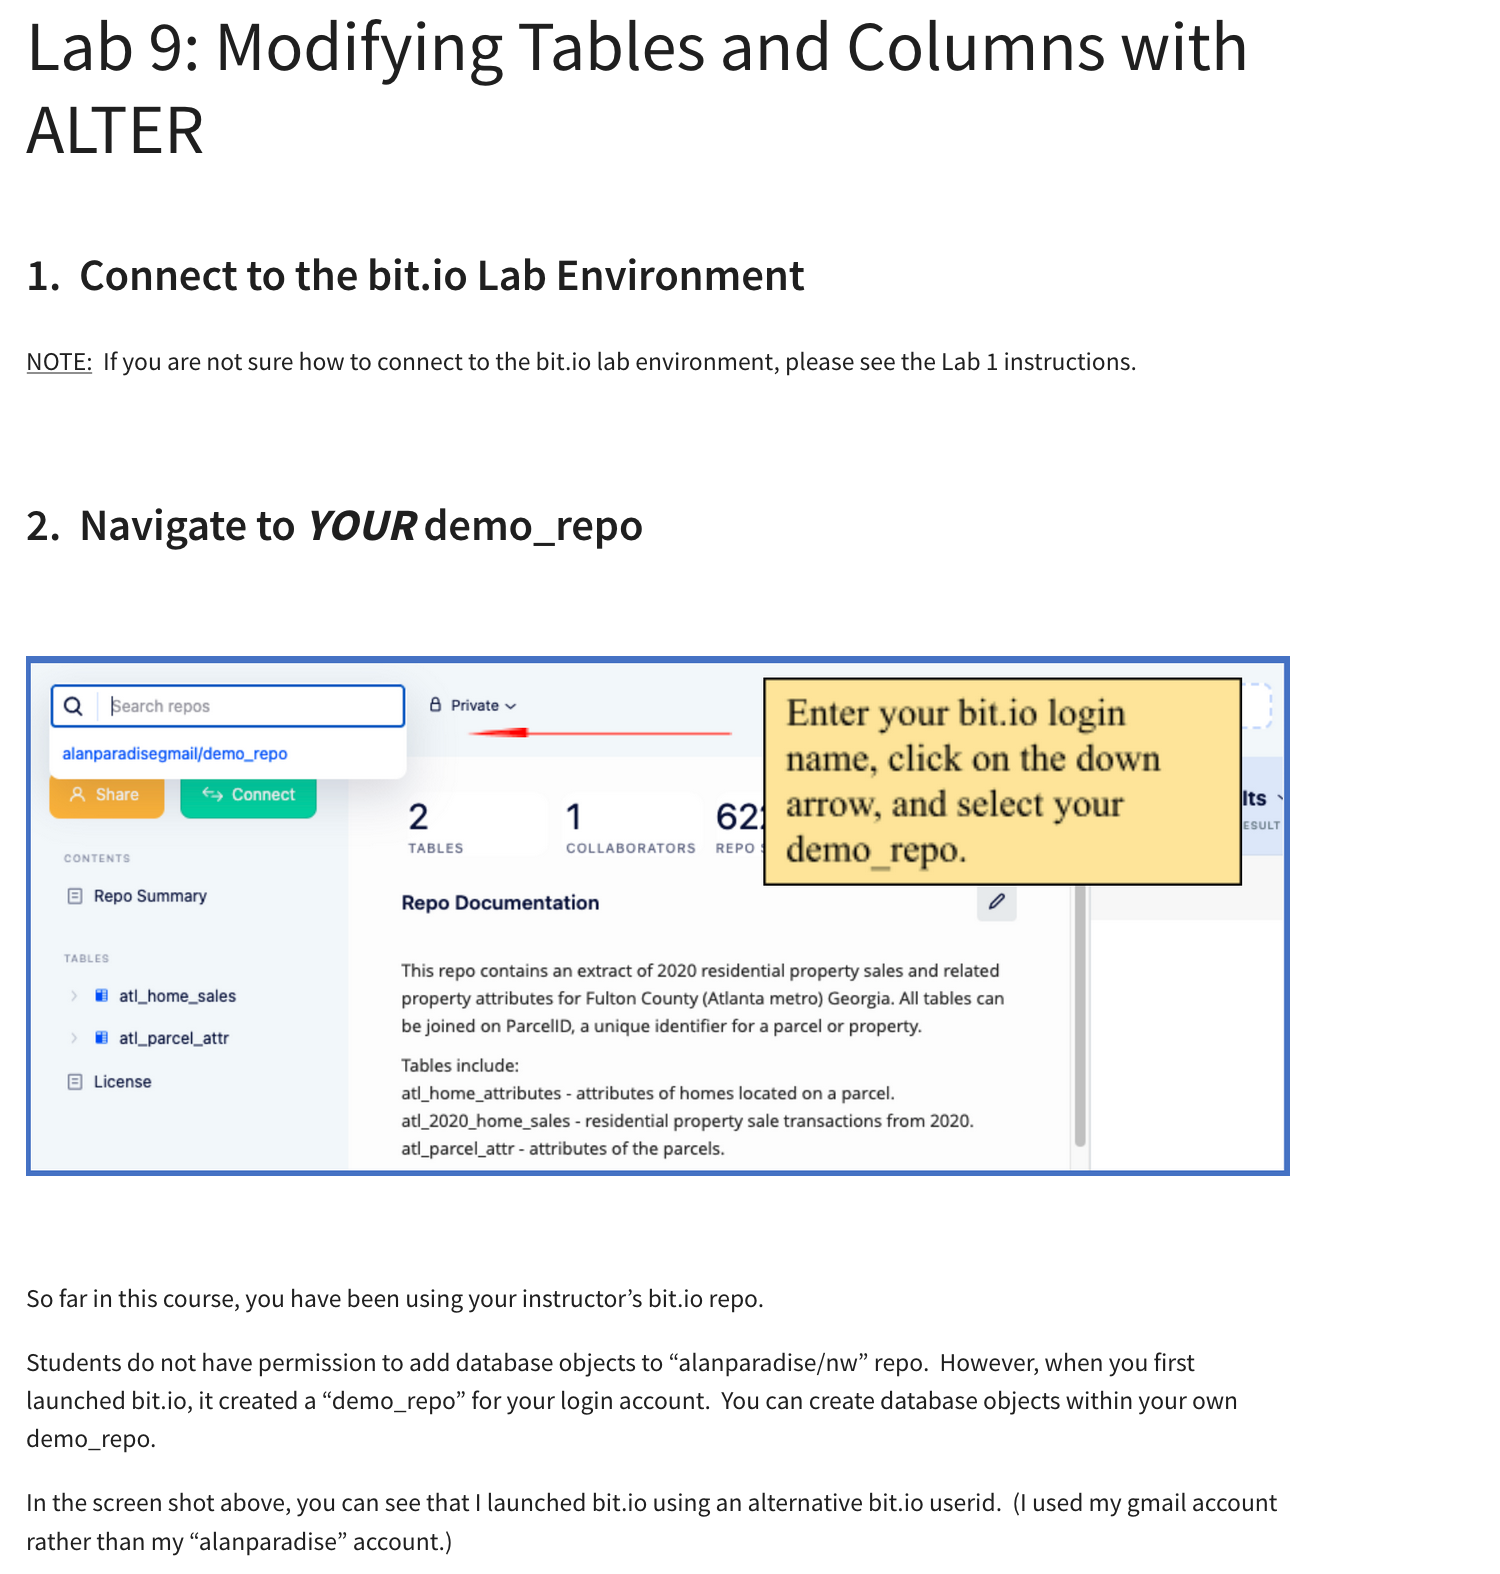 Lab 9: Modifying Tables and Columns with
ALTER
1. Connect to the bit.io Lab Environment
NOTE: If you are not sure how to connect to the bit.io lab environment, please see the Lab 1 instructions.
2. Navigate to YOUR demo_repo
Search repos
Private
alanparadisegmail/demo_repo
Enter your bit.io login
name, click on the down
arrow, and select your
demo_repo.
Share
Connect
2
TABLES
1
COLLABORATORS
622
REPO S
lts
ESULT
CONTENTS
Repo Summary
TABLES
atl_home_sales
atl_parcel_attr
License
Repo Documentation
This repo contains an extract of 2020 residential property sales and related
property attributes for Fulton County (Atlanta metro) Georgia. All tables can
be joined on ParcelID, a unique identifier for a parcel or property.
Tables include:
atl_home_attributes - attributes of homes located on a parcel.
atl_2020_home_sales - residential property sale transactions from 2020.
atl_parcel_attr - attributes of the parcels.
So far in this course, you have been using your instructor’s bit.io repo.
Students do not have permission to add database objects to “alanparadise/nw” repo. However, when you first
launched bit.io, it created a “demo_repo” for your login account. You can create database objects within your own
demo_repo.
In the screen shot above, you can see that I launched bit.io using an alternative bit.io userid. (I used my gmail account
rather than my “alanparadise” account.)